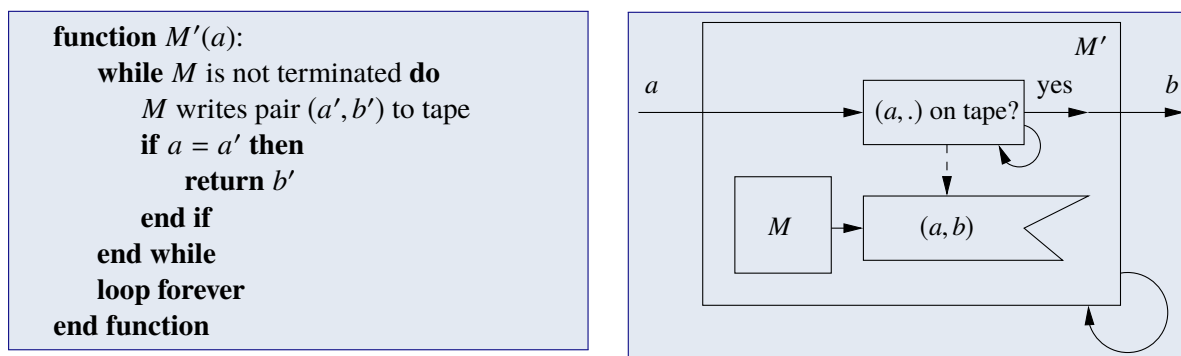 function M′(a):
while M is not terminated do
M writes pair (a′, b′) to tape
if a = a′ then
return b′
end if
end while
loop forever
end function
M′
a
(a, .) on tape?
yes
b
M
(a, b)